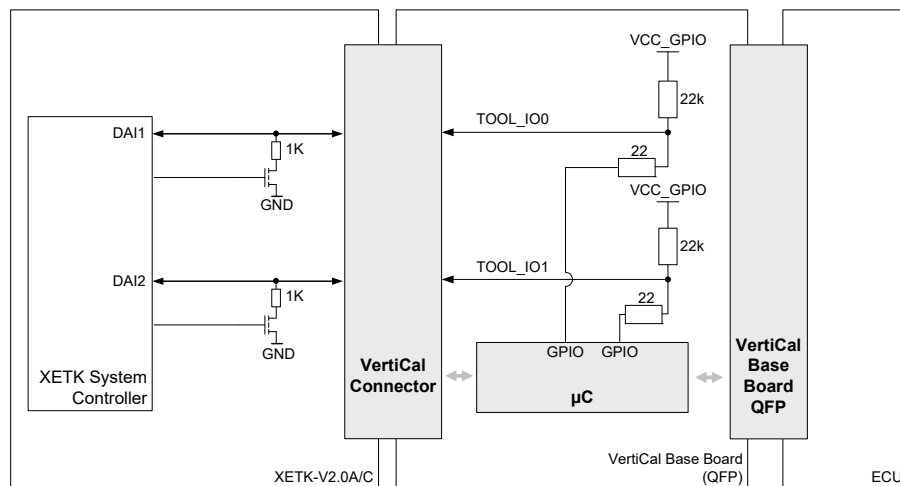 VCC_GPIO
22k
DAI1
TOOL_IO0
1K
22
GND
VCC_GPIO
22k
DAI2
TOOL_IO1
1K
22
GND
GPIO
GPIO
XETK System
Controller
VertiCal
Connector
µC
VertiCal
Base
Board
QFP
XETK-V2.0A/C
VertiCal Base Board
(QFP)
ECU